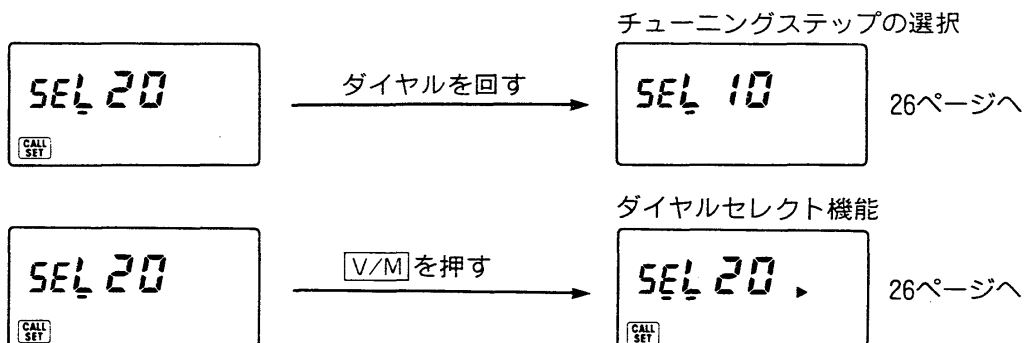 チューニングステップの選択
SEL 20
CALL
SET
ダイヤルを回す
SEL 10
26ページへ
ダイヤルセレクト機能
SEL 20
CALL
SET
V/Mを押す
SEL 20 ▸
CALL
SET
26ページへ